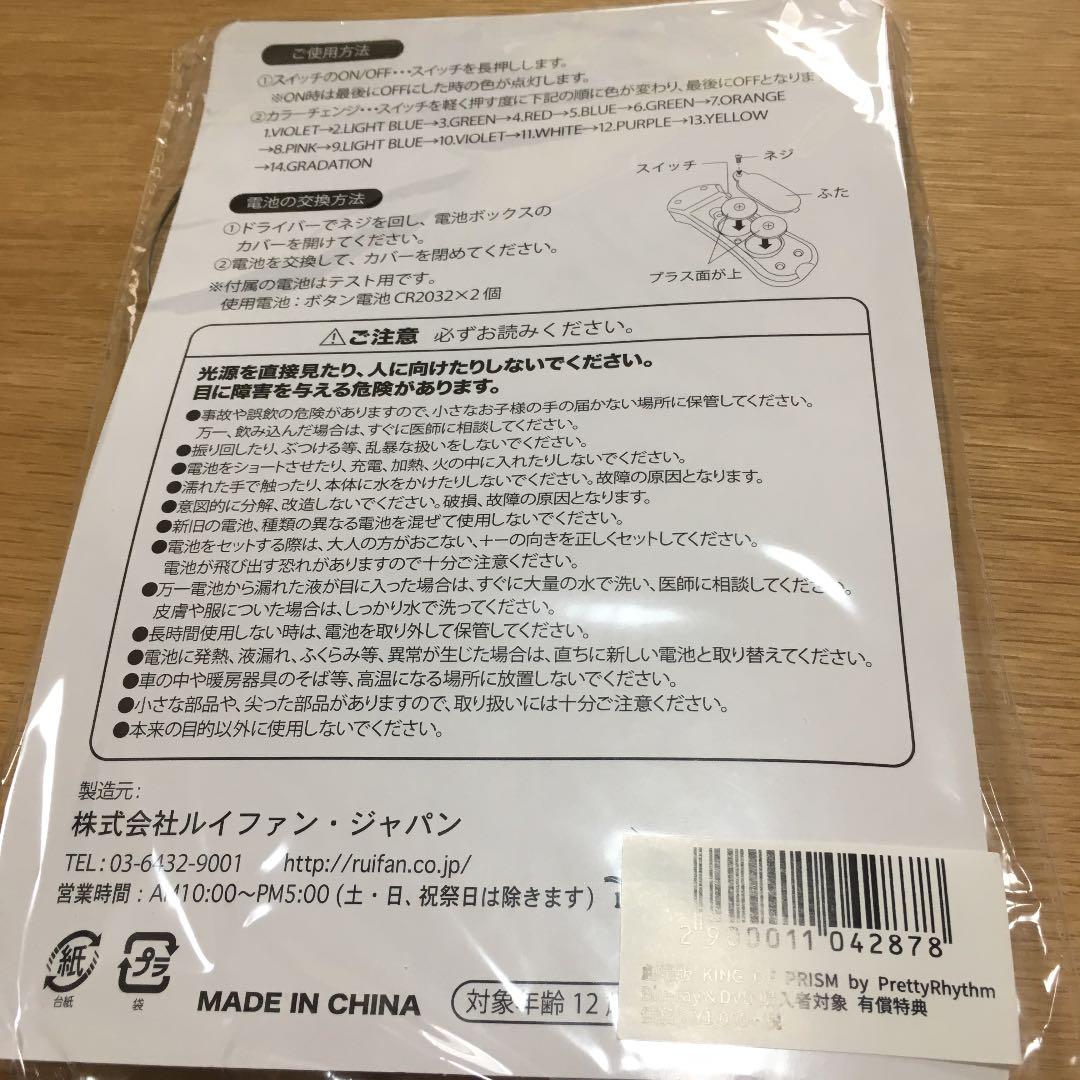 ご使用方法
①スイッチのON/OFF･･･スイッチを長押しします。
※ON時は最後にOFFにした時の色が点灯します。
②カラーチェンジ･･･スイッチを軽く押す度に下記の順に色が変わり、最後にOFFとなりま
1.VIOLET→2.LIGHT BLUE→3.GREEN→4.RED→5.BLUE→6.GREEN→7.ORANGE
→8.PINK→9.LIGHT BLUE→10.VIOLET→11.WHITE→12.PURPLE→13.YELLOW
→14.GRADATION
スイッチ
ネジ
ふた
プラス面が上
電池の交換方法
①ドライバーでネジを回し、電池ボックスの
カバーを開けてください。
②電池を交換して、カバーを閉めてください。
※付属の電池はテスト用です。
使用電池：ボタン電池 CR2032×2 個
⚠ご注意 必ずお読みください。
光源を直接見たり、人に向けたりしないでください。
目に障害を与える危険があります。
●事故や誤飲の危険がありますので、小さなお子様の手の届かない場所に保管してください。
万一、飲み込んだ場合は、すぐに医師に相談してください。
●振り回したり、ぶつける等、乱暴な扱いをしないでください。
●電池をショートさせたり、充電、加熱、火の中に入れたりしないでください。
●濡れた手で触ったり、本体に水をかけたりしないでください。故障の原因となります。
●意図的に分解、改造しないでください。破損、故障の原因となります。
●新旧の電池、種類の異なる電池を混ぜて使用しないでください。
●電池をセットする際は、大人の方がおこない、＋−の向きを正しくセットしてください。
電池が飛び出す恐れがありますので十分ご注意ください。
●万一電池から漏れた液が目に入った場合は、すぐに大量の水で洗い、医師に相談してください。
皮膚や服についた場合は、しっかり水で洗ってください。
●長時間使用しない時は、電池を取り外して保管してください。
●電池に発熱、液漏れ、ふくらみ等、異常が生じた場合は、直ちに新しい電池と取り替えてください。
●車の中や暖房器具のそば等、高温になる場所に放置しないでください。
●小さな部品や、尖った部品がありますので、取り扱いには十分ご注意ください。
●本来の目的以外に使用しないでください。
製造元：
株式会社ルイファン・ジャパン
TEL：03-6432-9001 http://ruifan.co.jp/
営業時間：AM10:00〜PM5:00 (土・日、祝祭日は除きます)
紙
台紙
プラ
袋
MADE IN CHINA
対象年齢 12
2900011042878
劇場版 KING OF PRISM by PrettyRhythm
Blu-ray&DVD購入者対象 有償特典